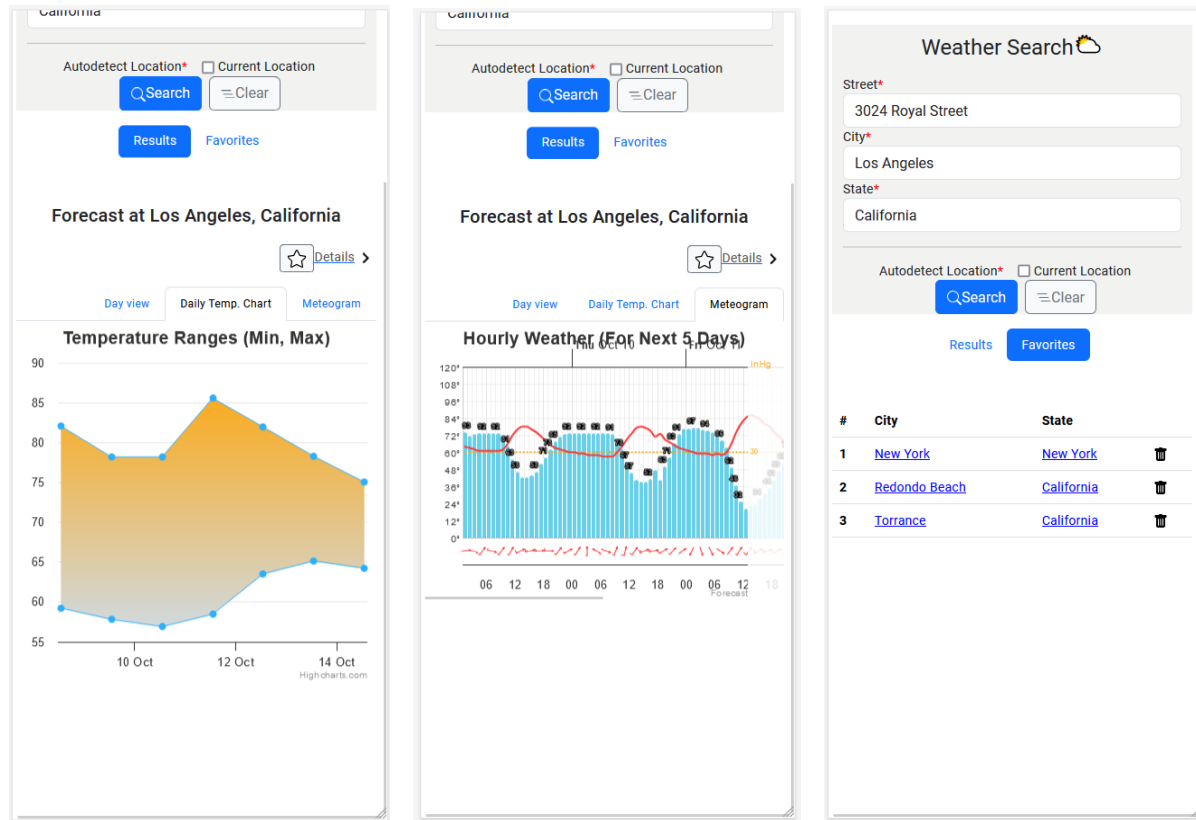 California
Autodetect Location* Current Location
Search Clear
Results Favorites
Forecast at Los Angeles, California
Details
Day view Daily Temp. Chart Meteogram
Temperature Ranges (Min, Max)
90
85
80
75
70
65
60
55
10 Oct 12 Oct 14 Oct
Highcharts.com
California
Autodetect Location* Current Location
Search Clear
Results Favorites
Forecast at Los Angeles, California
Details
Day view Daily Temp. Chart Meteogram
Hourly Weather (For Next 5 Days)
Thu Oct 10 Fri Oct 11
inHg
120°
108°
96°
84°
72°
60° 30
48°
36°
24°
12°
0°
06 12 18 00 06 12 18 00 06 12 18
Forecast
Weather Search
Street*
3024 Royal Street
City*
Los Angeles
State*
California
Autodetect Location* Current Location
Search Clear
Results Favorites
# City State
1 New York New York
2 Redondo Beach California
3 Torrance California